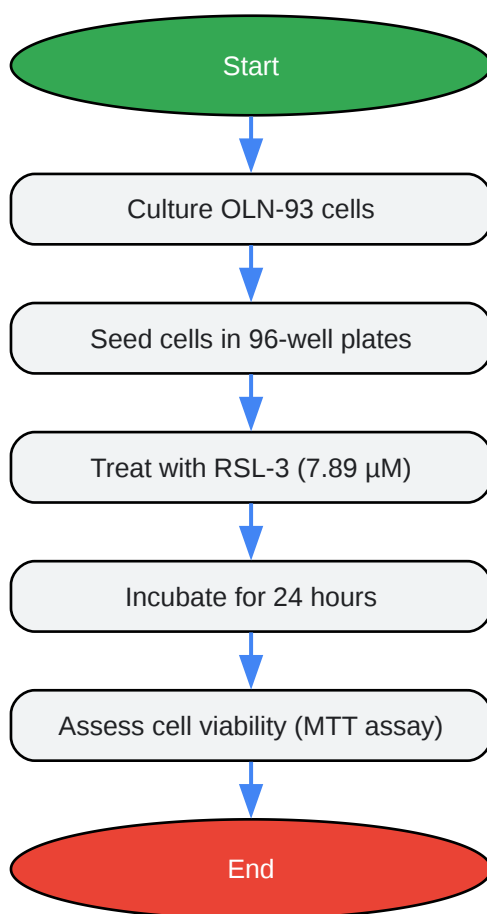 Start
Culture OLN-93 cells
Seed cells in 96-well plates
Treat with RSL-3 (7.89 µM)
Incubate for 24 hours
Assess cell viability (MTT assay)
End